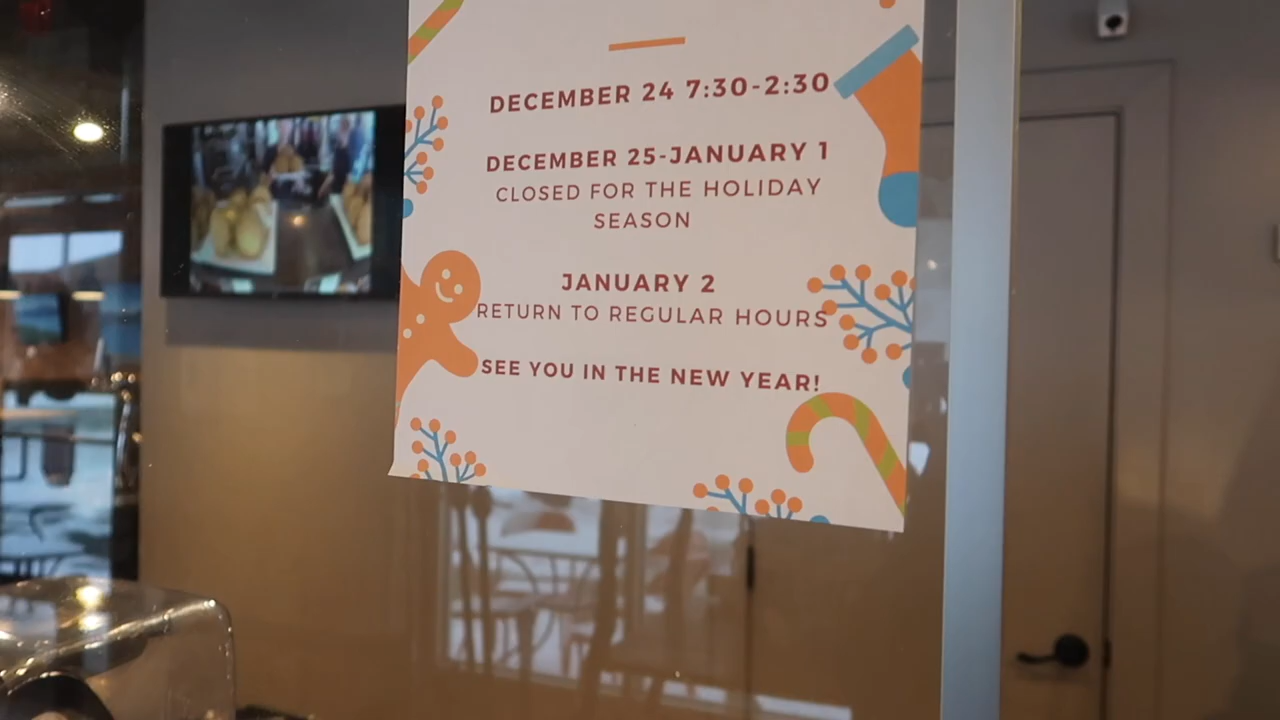 DECEMBER 24 7:30-2:30
DECEMBER 25-JANUARY 1
CLOSED FOR THE HOLIDAY
SEASON
JANUARY 2
RETURN TO REGULAR HOURS
SEE YOU IN THE NEW YEAR!